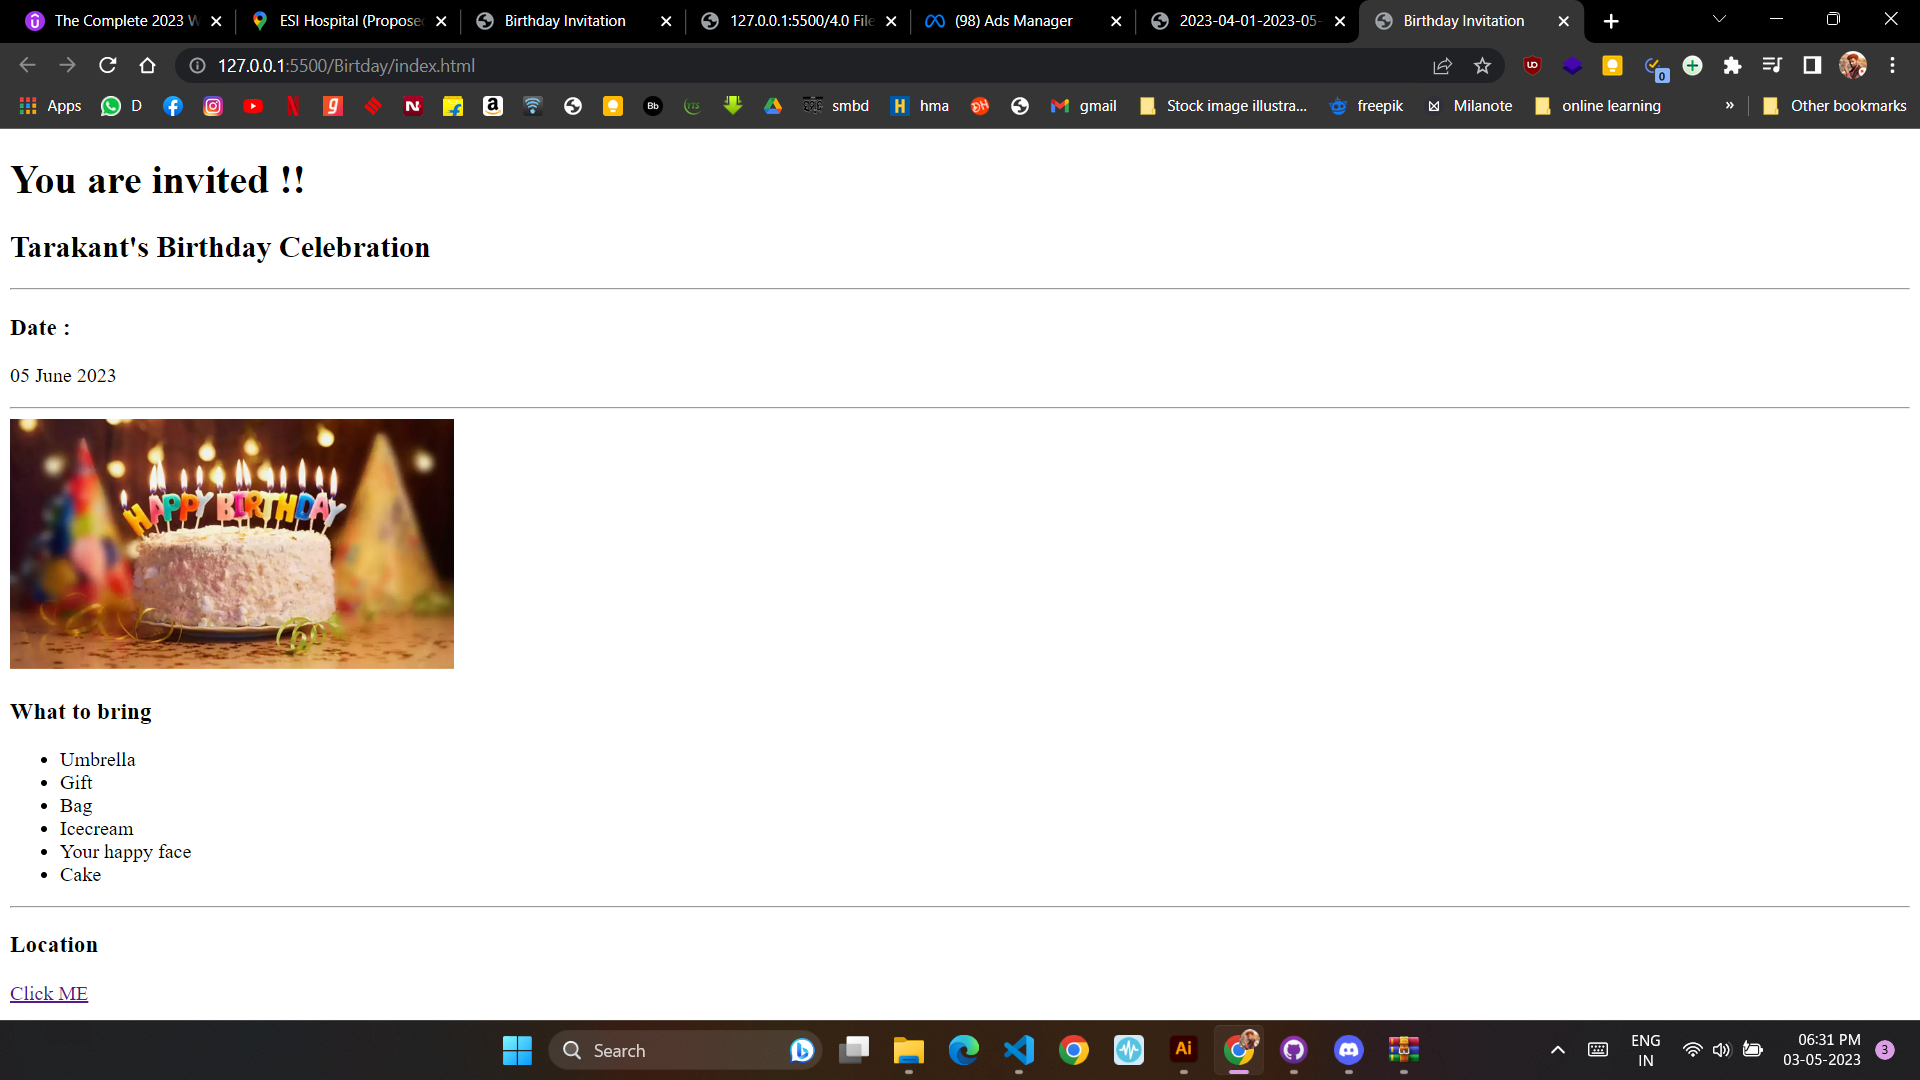 The Complete 2023 W
ESI Hospital (Propose
Birthday Invitation
127.0.0.1:5500/4.0 File
(98) Ads Manager
2023-04-01-2023-05-
Birthday Invitation
127.0.0.1:5500/Birtday/index.html
0
Apps
D
smbd
hma
gmail
Stock image illustra...
freepik
Milanote
online learning
»
Other bookmarks
You are invited !!
Tarakant's Birthday Celebration
Date :
05 June 2023
HAPPY BIRTHDAY
What to bring
Umbrella
Gift
Bag
Icecream
Your happy face
Cake
Location
Click ME
Search
Ai
ENG
IN
06:31 PM
03-05-2023
3